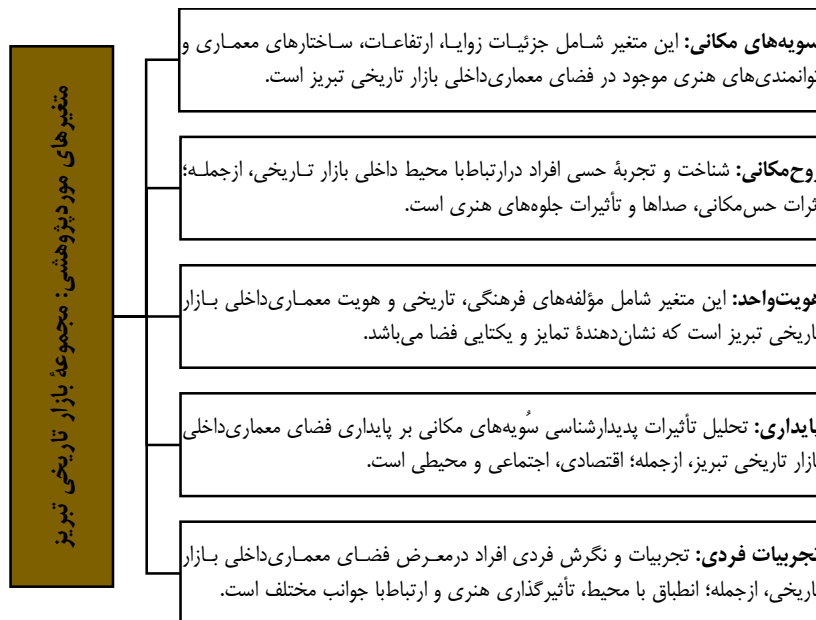 متغیرهای موردپژوهشی: مجموعهٔ بازار تاریخی تبریز
سویه‌های مکانی: این متغیر شامل جزئیات زوایا، ارتفاعات، ساختارهای معماری و
توانمندی‌های هنری موجود در فضای معماری‌داخلی بازار تاریخی تبریز است.
روح‌مکانی: شناخت و تجربهٔ حسی افراد درارتباط‌با محیط داخلی بازار تاریخی، ازجمله؛
اثرات حس‌مکانی، صداها و تأثیرات جلوه‌های هنری است.
هویت‌واحد: این متغیر شامل مؤلفه‌های فرهنگی، تاریخی و هویت معماری‌داخلی بازار
تاریخی تبریز است که نشان‌دهندهٔ تمایز و یکتایی فضا می‌باشد.
پایداری: تحلیل تأثیرات پدیدارشناسی سُویه‌های مکانی بر پایداری فضای معماری‌داخلی
بازار تاریخی تبریز، ازجمله؛ اقتصادی، اجتماعی و محیطی است.
تجربیات فردی: تجربیات و نگرش فردی افراد درمعرض فضای معماری‌داخلی بازار
تاریخی، ازجمله؛ انطباق با محیط، تأثیرگذاری هنری و ارتباط‌با جوانب مختلف است.